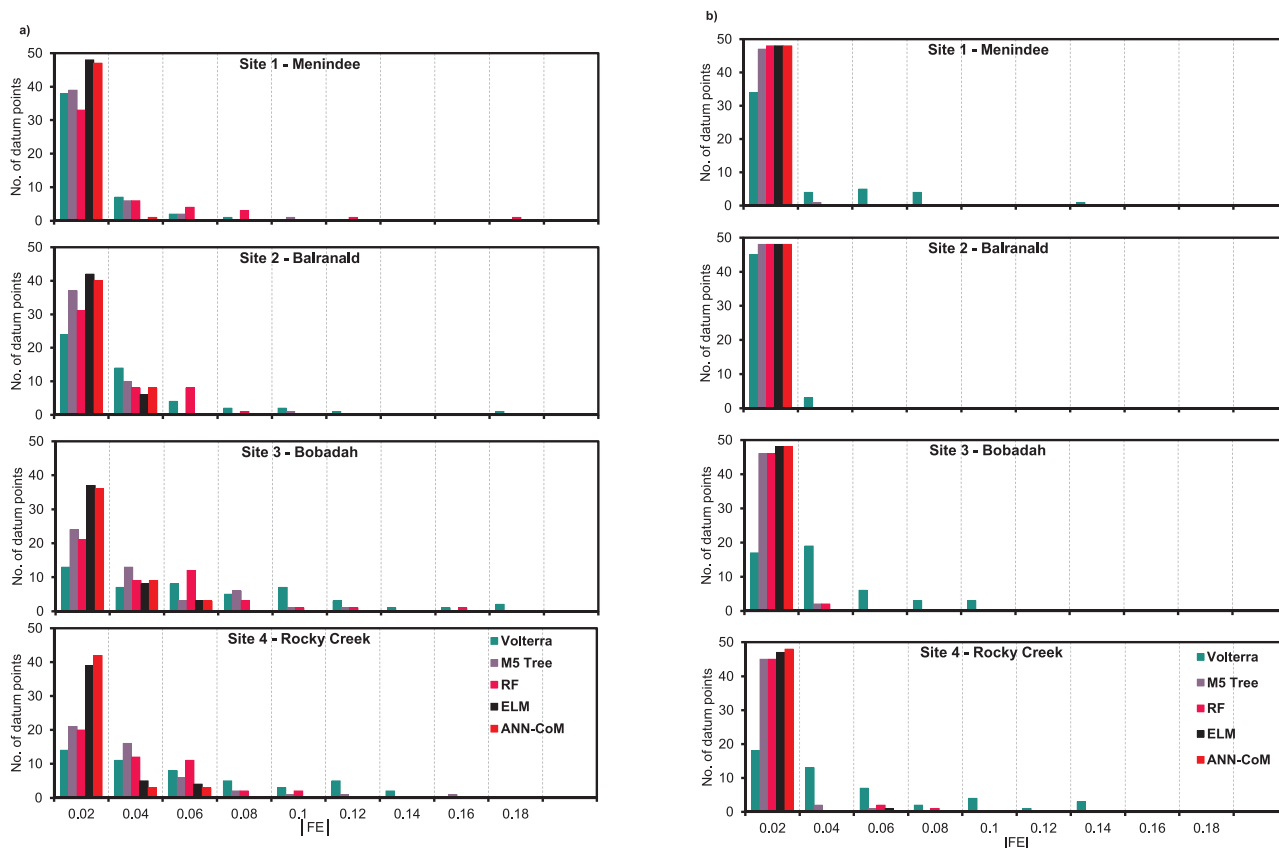 a)
No. of datum points
50
40
30
20
10
0
Site 1 - Menindee
No. of datum points
50
40
30
20
10
0
Site 2 - Balranald
No. of datum points
50
40
30
20
10
0
Site 3 - Bobadah
No. of datum points
50
40
30
20
10
0
Site 4 - Rocky Creek
Volterra
M5 Tree
RF
ELM
ANN-CoM
0.02 0.04 0.06 0.08 0.1 0.12 0.14 0.16 0.18
|FE|
b)
No. of datum points
50
40
30
20
10
0
Site 1 - Menindee
No. of datum points
50
40
30
20
10
0
Site 2 - Balranald
No. of datum points
50
40
30
20
10
0
Site 3 - Bobadah
No. of datum points
50
40
30
20
10
0
Site 4 - Rocky Creek
Volterra
M5 Tree
RF
ELM
ANN-CoM
0.02 0.04 0.06 0.08 0.1 0.12 0.14 0.16 0.18
|FE|